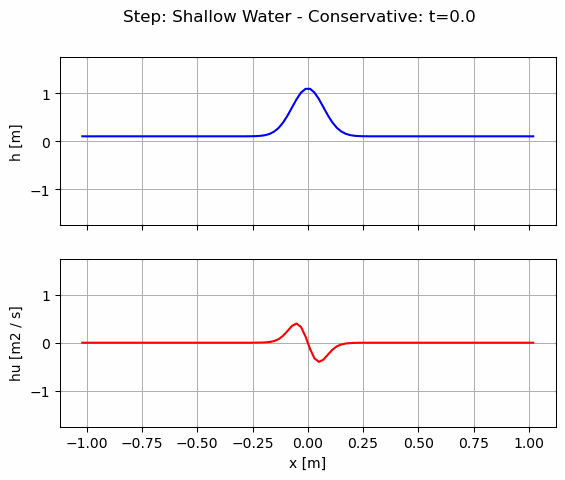 Step: Shallow Water - Conservative: t=0.0
1
0
−1
h [m]
1
0
−1
hu [m2 / s]
−1.00 −0.75 −0.50 −0.25 0.00 0.25 0.50 0.75 1.00
x [m]